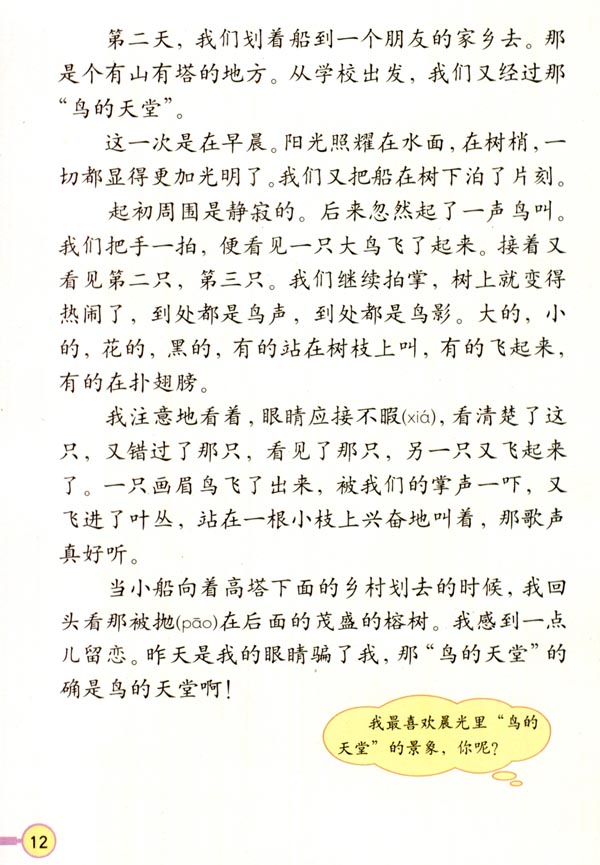 第二天，我们划着船到一个朋友的家乡去。那
是个有山有塔的地方。从学校出发，我们又经过那
“鸟的天堂”。
这一次是在早晨。阳光照耀在水面，在树梢，一
切都显得更加光明了。我们又把船在树下泊了片刻。
起初周围是静寂的。后来忽然起了一声鸟叫。
我们把手一拍，便看见一只大鸟飞了起来。接着又
看见第二只，第三只。我们继续拍掌，树上就变得
热闹了，到处都是鸟声，到处都是鸟影。大的，小
的，花的，黑的，有的站在树枝上叫，有的飞起来，
有的在扑翅膀。
我注意地看着，眼睛应接不暇(xiá)，看清楚了这
只，又错过了那只，看见了那只，另一只又飞起来
了。一只画眉鸟飞了出来，被我们的掌声一吓，又
飞进了叶丛，站在一根小枝上兴奋地叫着，那歌声
真好听。
当小船向着高塔下面的乡村划去的时候，我回
头看那被抛(pāo)在后面的茂盛的榕树。我感到一点
儿留恋。昨天是我的眼睛骗了我，那“鸟的天堂”的
确是鸟的天堂啊！
我最喜欢晨光里“鸟的
天堂”的景象，你呢？
12